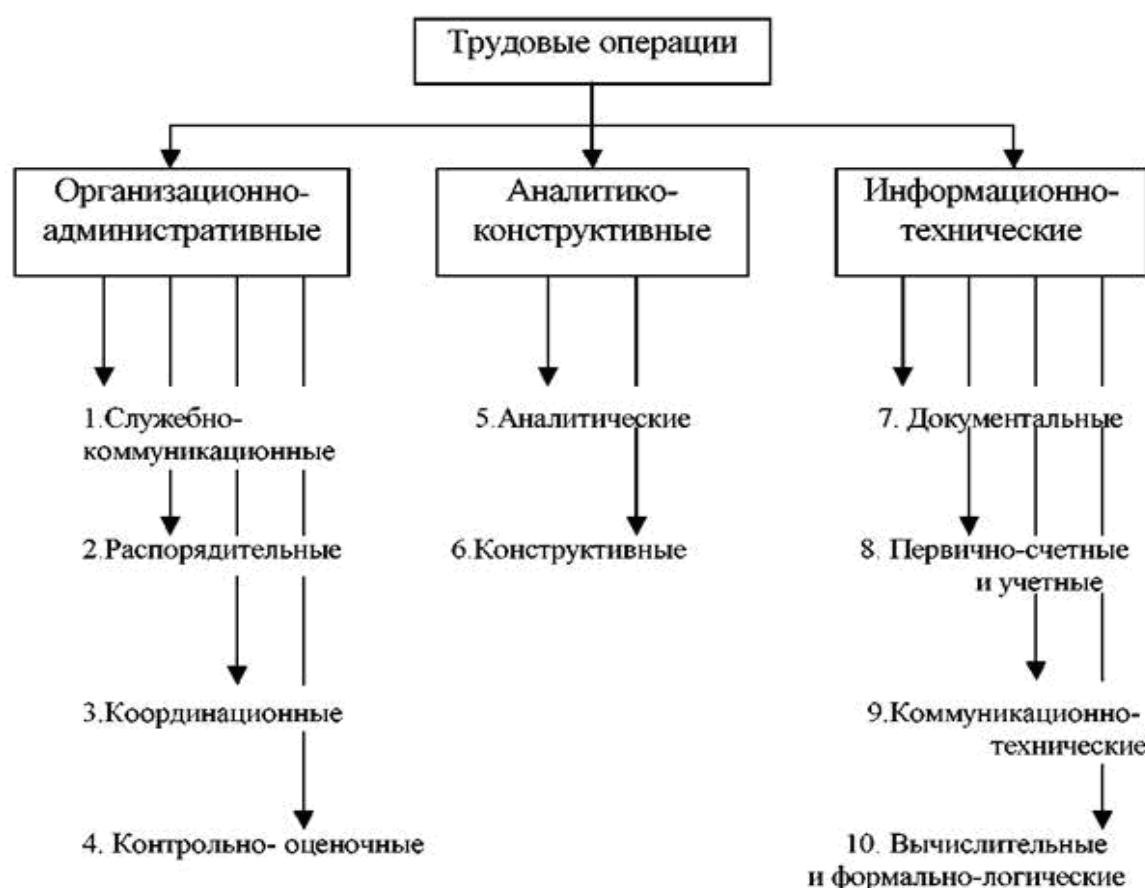 Трудовые операции
Организационно-
административные
Аналитико-
конструктивные
Информационно-
технические
1.Служебно-
коммуникационные
2.Распорядительные
3.Координационные
4. Контрольно- оценочные
5.Аналитические
6.Конструктивные
7. Документальные
8. Первично-счетные
и учетные
9.Коммуникационно-
технические
10. Вычислительные
и формально-логические